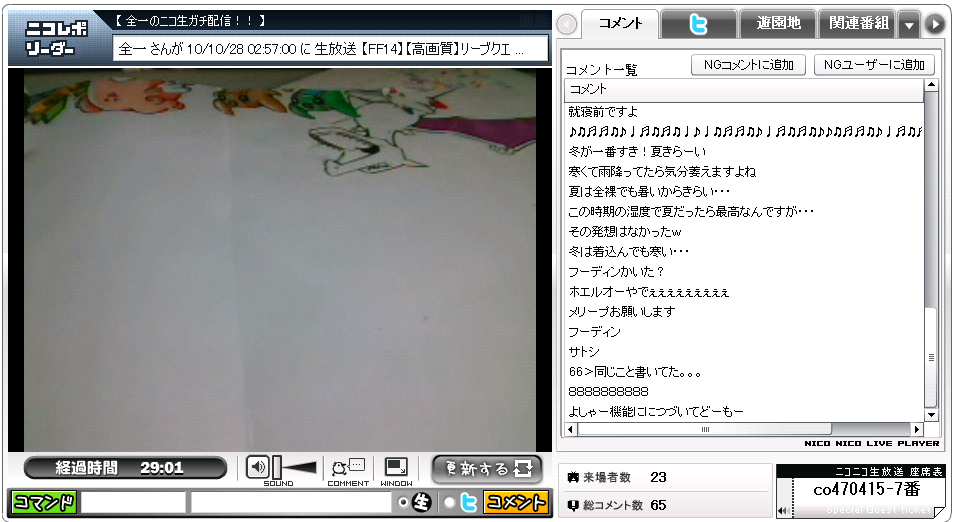 ニコレポリーダー
【 全一のニコ生ガチ配信！！ 】
全一 さんが 10/10/28 02:57:00 に 生放送 【FF14】【高画質】リーブクエ ...
コメント
遊園地
関連番組
コメント一覧
NGコメントに追加
NGユーザーに追加
コメント
就寝前ですよ
冬が一番すき！夏きらーい
寒くて雨降ってたら気分萎えますよね
夏は全裸でも暑いからきらい・・・
この時期の湿度で夏だったら最高なんですが・・・
その発想はなかったw
冬は着込んでも寒い・・・
フーディンかいた？
ホエルオーやでぇぇぇぇぇぇぇぇぇ
メリープお願いします
フーディン
サトシ
66＞同じこと書いてた。。。
8888888888
よしゃー機能ににつづいてどーもー
NICO NICO LIVE PLAYER
経過時間 29:01
SOUND
COMMENT
WINDOW
更新する
コマンド
生
コメント
来場者数 23
総コメント数 65
ニコニコ生放送 座席表
co470415-7番
Special Guest ticket